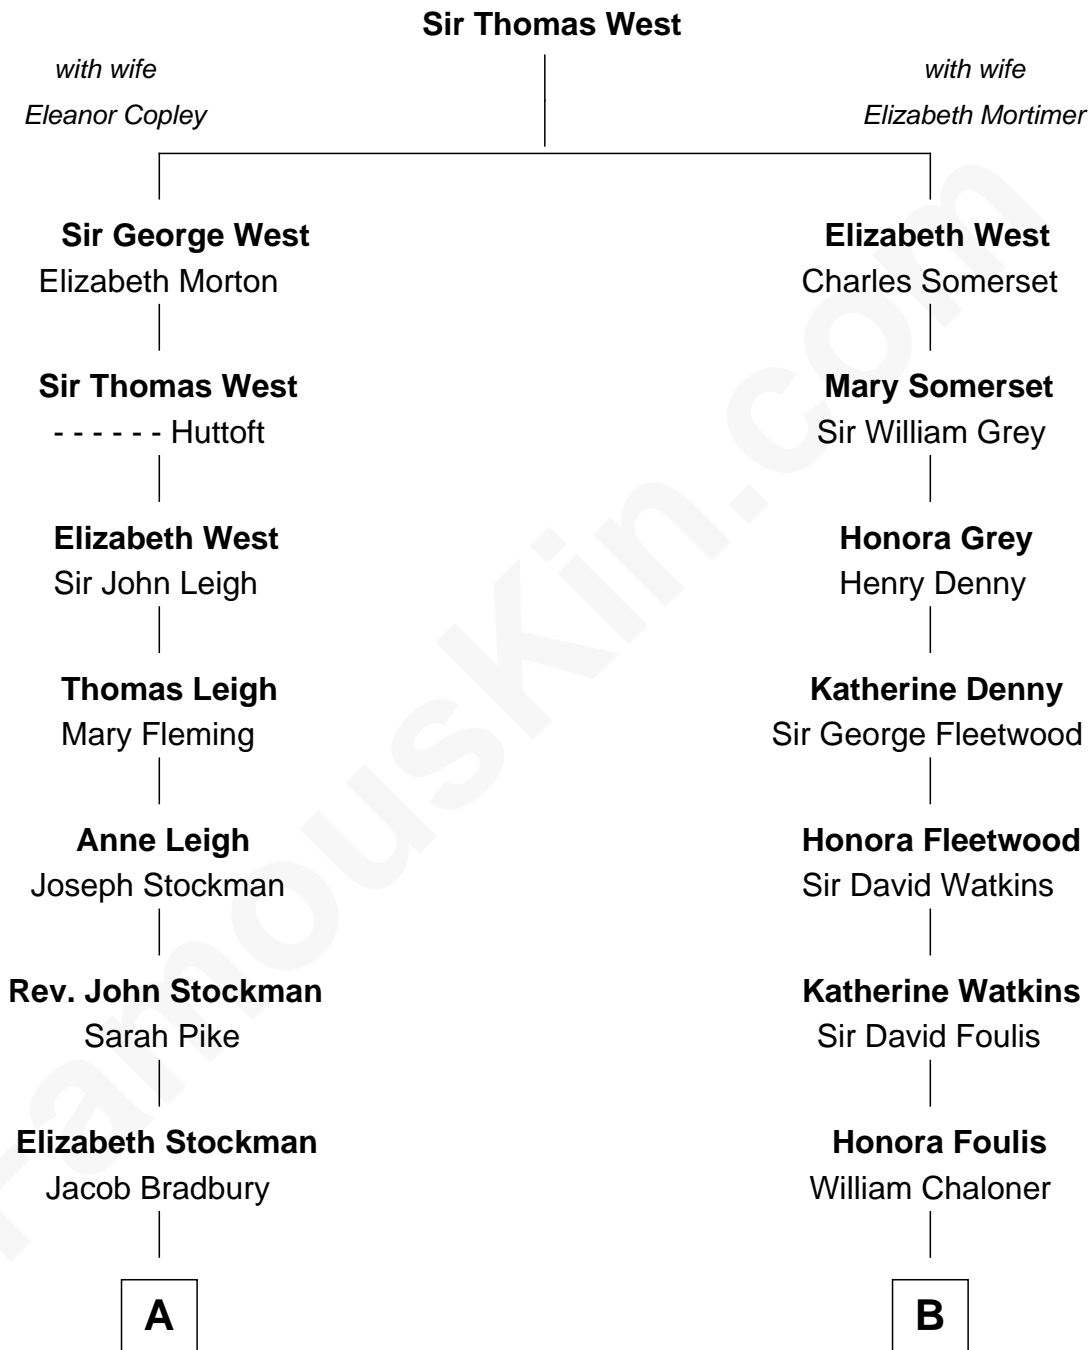 Sir Thomas West
with wife
Eleanor Copley
with wife
Elizabeth Mortimer
Sir George West
Elizabeth Morton
Elizabeth West
Charles Somerset
Sir Thomas West
- - - - - - Huttoft
Mary Somerset
Sir William Grey
Elizabeth West
Sir John Leigh
Honora Grey
Henry Denny
Thomas Leigh
Mary Fleming
Katherine Denny
Sir George Fleetwood
Anne Leigh
Joseph Stockman
Honora Fleetwood
Sir David Watkins
Rev. John Stockman
Sarah Pike
Katherine Watkins
Sir David Foulis
Elizabeth Stockman
Jacob Bradbury
Honora Foulis
William Chaloner
A
B
FamousKin.com